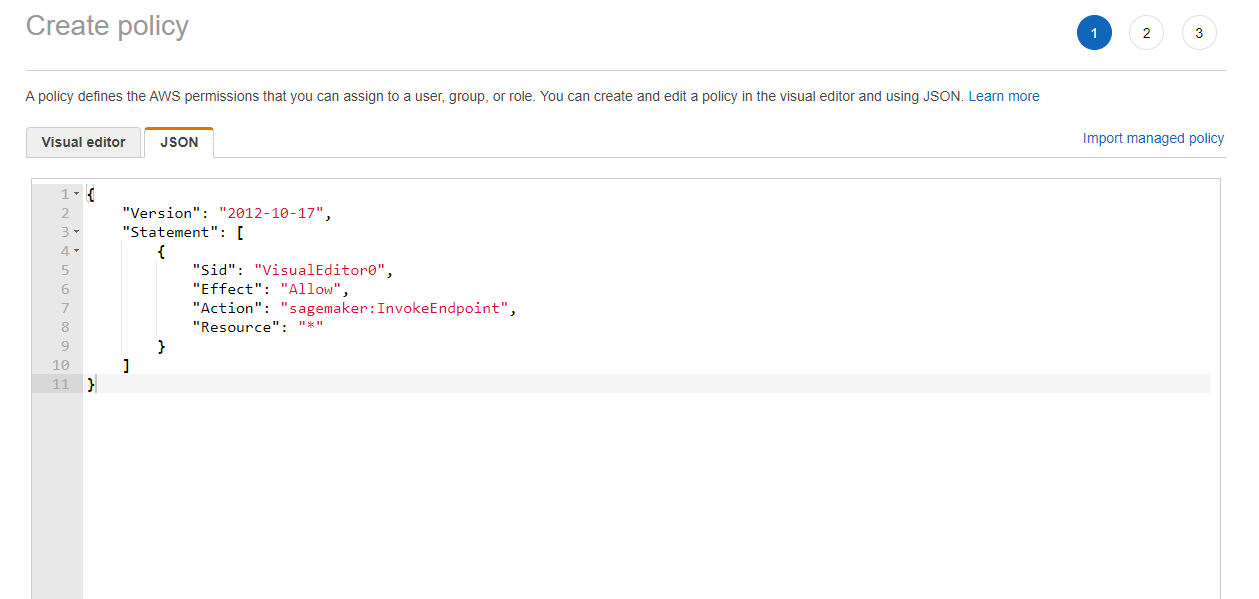 Create policy
1 2 3
A policy defines the AWS permissions that you can assign to a user, group, or role. You can create and edit a policy in the visual editor and using JSON. Learn more
Visual editor JSON Import managed policy
1 {
2     "Version": "2012-10-17",
3     "Statement": [
4         {
5             "Sid": "VisualEditor0",
6             "Effect": "Allow",
7             "Action": "sagemaker:InvokeEndpoint",
8             "Resource": "*"
9         }
10     ]
11 }